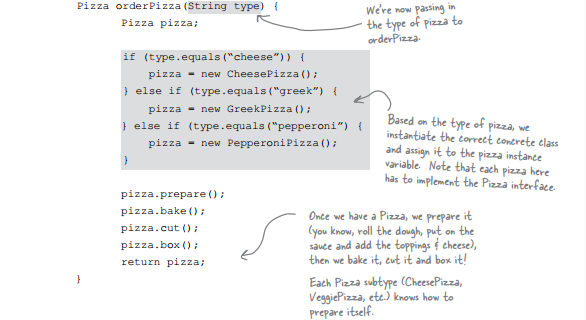 Pizza orderPizza(String type) {
Pizza pizza;
We're now passing in
the type of pizza to
orderPizza.
if (type.equals(“cheese”)) {
pizza = new CheesePizza();
} else if (type.equals(“greek”) {
pizza = new GreekPizza();
} else if (type.equals(“pepperoni”) {
pizza = new PepperoniPizza();
}
Based on the type of pizza, we
instantiate the correct concrete class
and assign it to the pizza instance
variable. Note that each pizza here
has to implement the Pizza interface.
pizza.prepare();
pizza.bake();
pizza.cut();
pizza.box();
return pizza;
}
Once we have a Pizza, we prepare it
(you know, roll the dough, put on the
sauce and add the toppings & cheese),
then we bake it, cut it and box it!
Each Pizza subtype (CheesePizza,
VeggiePizza, etc.) knows how to
prepare itself.